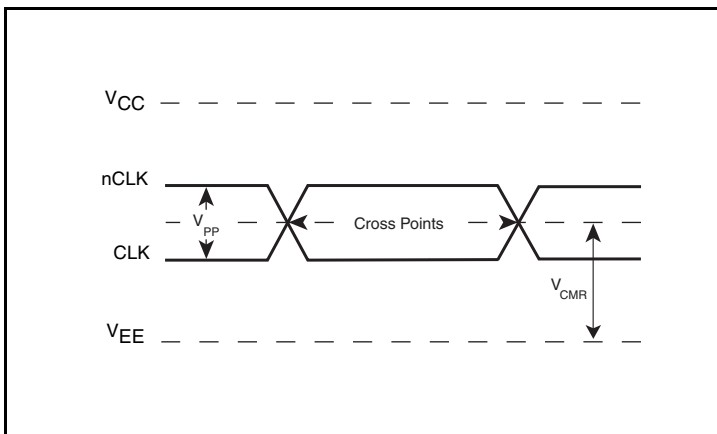 VCC
nCLK
VPP
Cross Points
CLK
VCMR
VEE